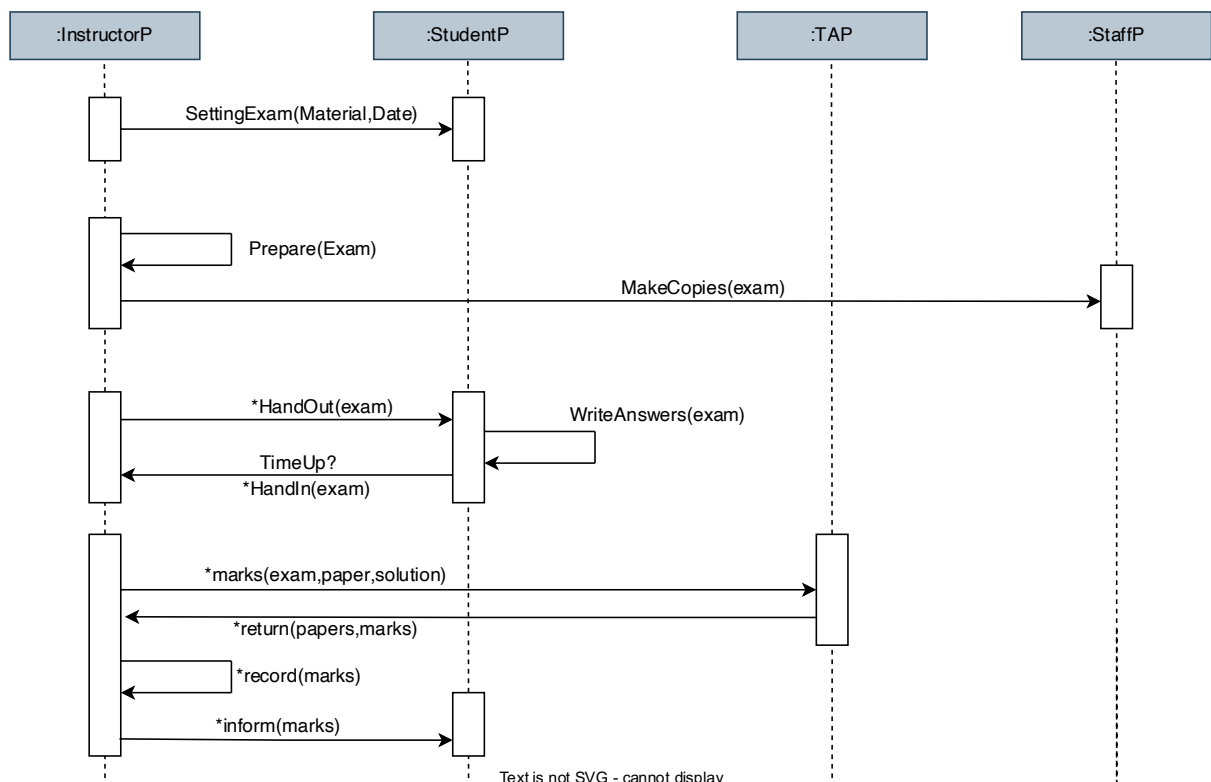 :InstructorP
:StudentP
:TAP
:StaffP
SettingExam(Material,Date)
Prepare(Exam)
MakeCopies(exam)
*HandOut(exam)
WriteAnswers(exam)
TimeUp?
*HandIn(exam)
*marks(exam,paper,solution)
*return(papers,marks)
*record(marks)
*inform(marks)
Text is not SVG - cannot display